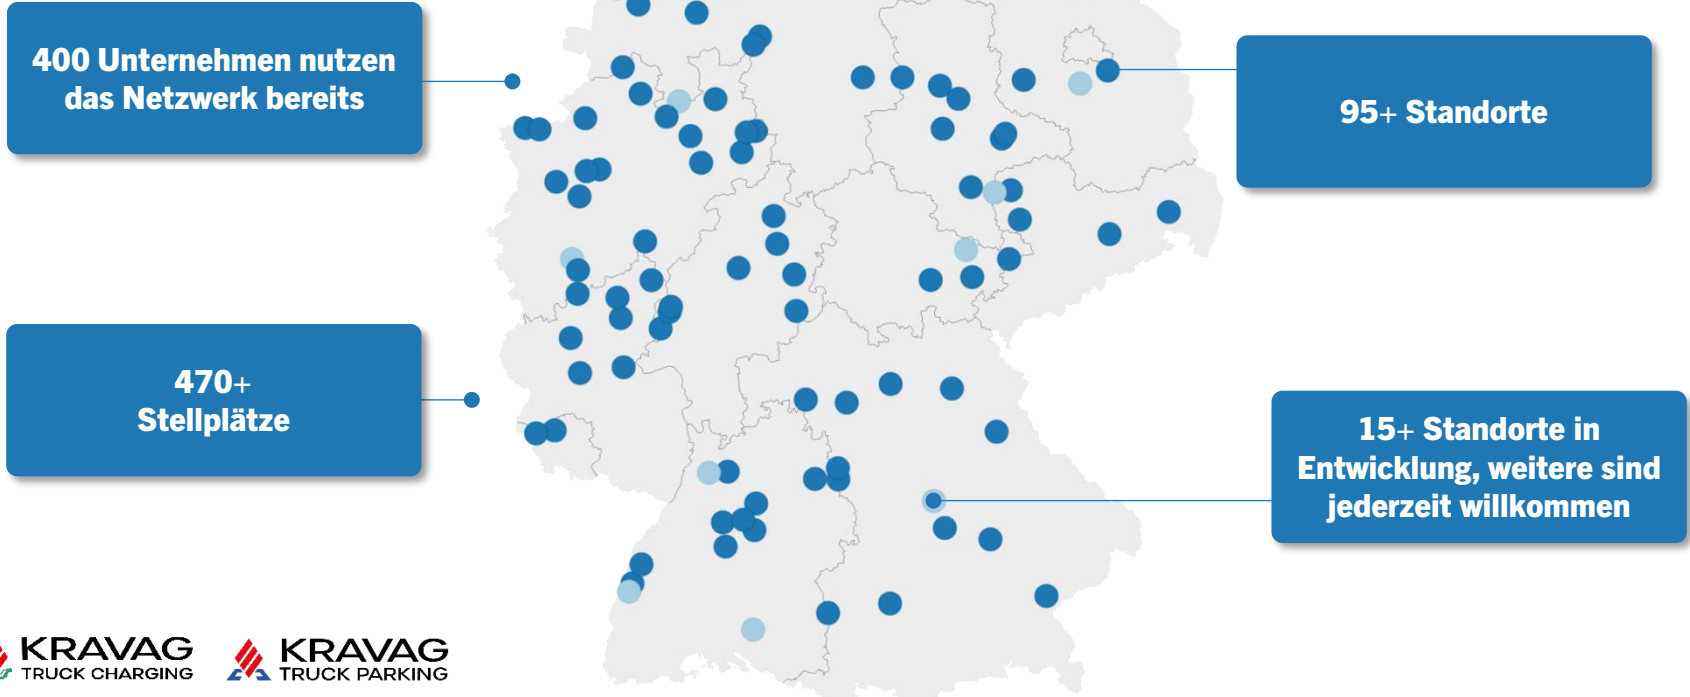 400 Unternehmen nutzen
das Netzwerk bereits
95+ Standorte
470+
Stellplätze
15+ Standorte in
Entwicklung, weitere sind
jederzeit willkommen
KRAVAG
TRUCK CHARGING
KRAVAG
TRUCK PARKING